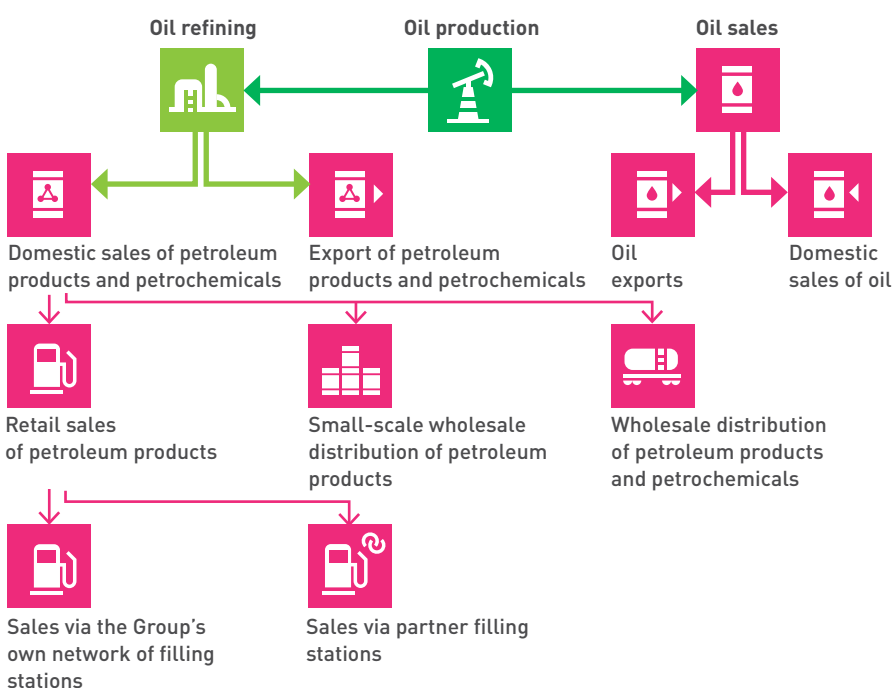 Oil refining
Oil production
Oil sales
Domestic sales of petroleum
products and petrochemicals
Export of petroleum
products and petrochemicals
Oil
exports
Domestic
sales of oil
Retail sales
of petroleum products
Small-scale wholesale
distribution of petroleum
products
Wholesale distribution
of petroleum products
and petrochemicals
Sales via the Group’s
own network of filling
stations
Sales via partner filling
stations